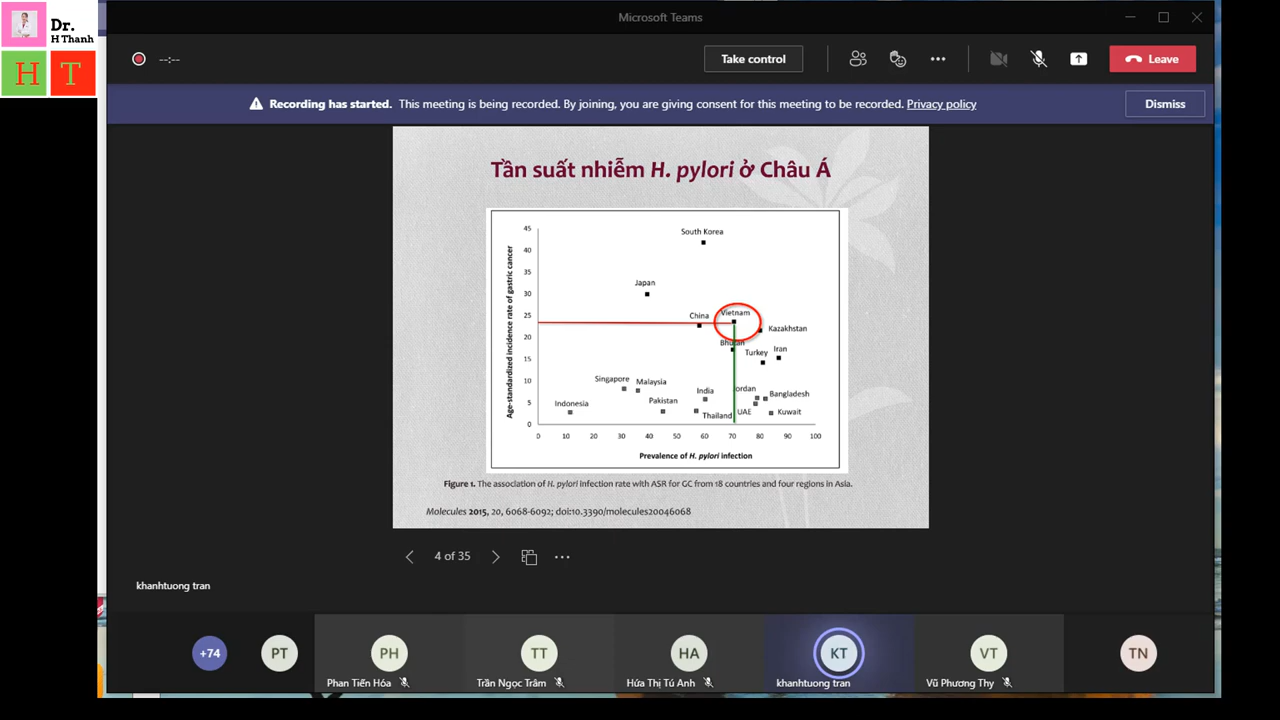 Dr.
H Thanh
H T
Microsoft Teams
--:--
Take control
Leave
Recording has started. This meeting is being recorded. By joining, you are giving consent for this meeting to be recorded. Privacy policy
Dismiss
Tần suất nhiễm H. pylori ở Châu Á
Age-standardized incidence rate of gastric cancer
45
40
35
30
25
20
15
10
5
0
South Korea
Japan
China
Vietnam
Kazakhstan
Bhutan
Turkey
Iran
Singapore
Malaysia
India
Jordan
Bangladesh
Indonesia
Pakistan
Thailand
UAE
Kuwait
0 10 20 30 40 50 60 70 80 90 100
Prevalence of H. pylori infection
Figure 1. The association of H. pylori infection rate with ASR for GC from 18 countries and four regions in Asia.
Molecules 2015, 20, 6068-6092; doi:10.3390/molecules20046068
4 of 35
khanhtuong tran
+74
PT
PH
TT
HA
KT
VT
TN
Phan Tiến Hóa
Trần Ngọc Trâm
Hứa Thị Tú Anh
khanhtuong tran
Vũ Phương Thy